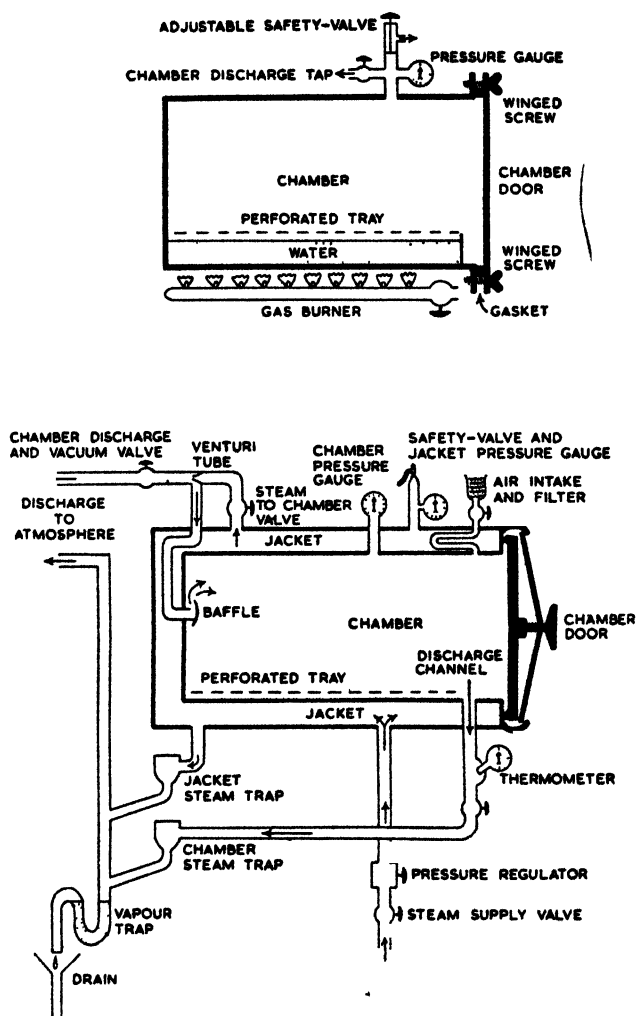 ADJUSTABLE SAFETY-VALVE
PRESSURE GAUGE
CHAMBER DISCHARGE TAP
WINGED
SCREW
CHAMBER
CHAMBER
DOOR
PERFORATED TRAY
WATER
WINGED
SCREW
GAS BURNER
GASKET
CHAMBER DISCHARGE
AND VACUUM VALVE
VENTURI
TUBE
CHAMBER
PRESSURE
GAUGE
SAFETY-VALVE AND
JACKET PRESSURE GAUGE
STEAM
TO CHAMBER
VALVE
AIR INTAKE
AND FILTER
DISCHARGE
TO
ATMOSPHERE
JACKET
BAFFLE
CHAMBER
CHAMBER
DOOR
DISCHARGE
CHANNEL
PERFORATED TRAY
JACKET
JACKET
STEAM TRAP
THERMOMETER
CHAMBER
STEAM TRAP
PRESSURE REGULATOR
VAPOUR
TRAP
STEAM SUPPLY VALVE
DRAIN